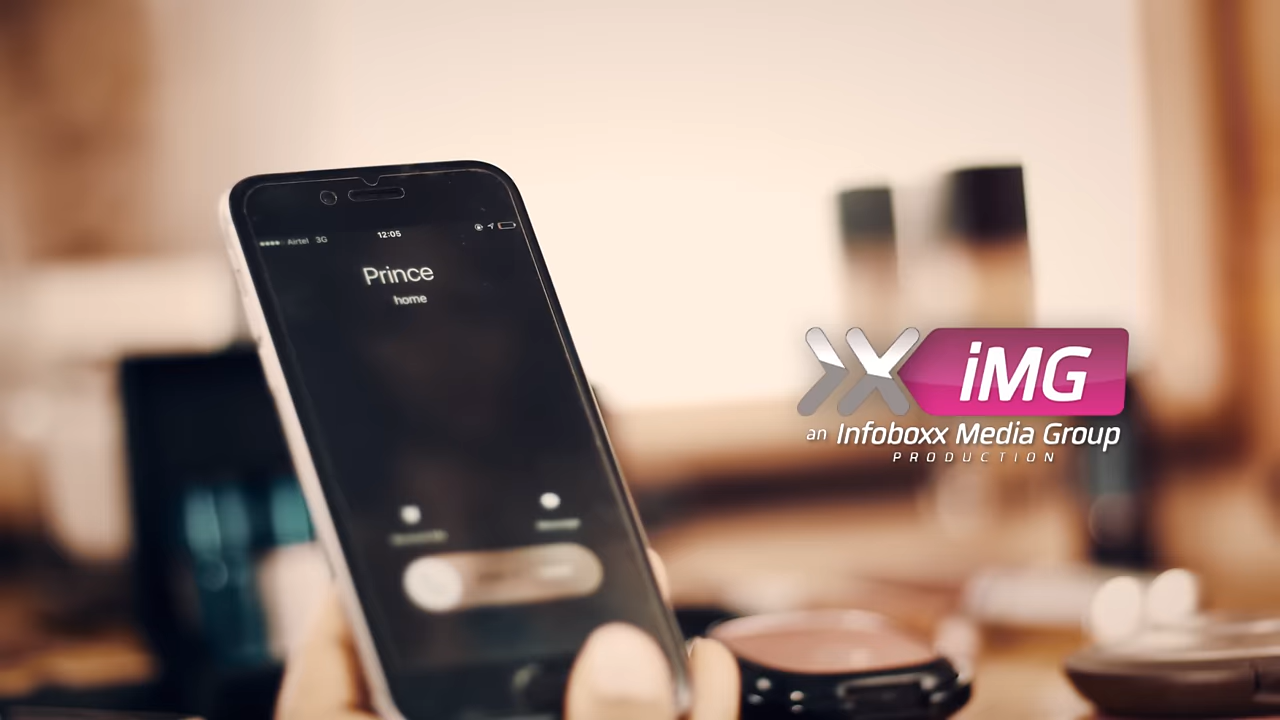 Airtel 3G 12:05
Prince
home
iMG
an Infoboxx Media Group
PRODUCTION